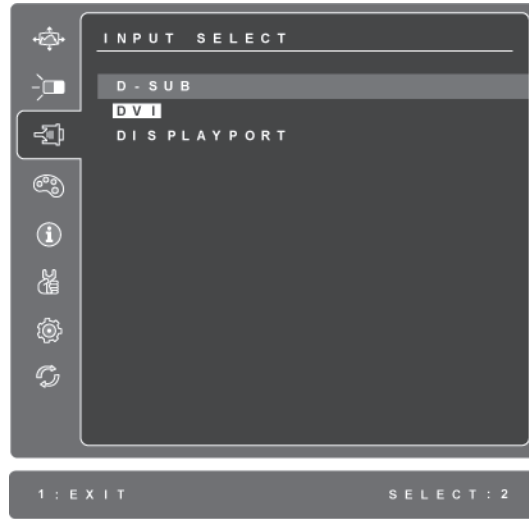 INPUT SELECT
D-SUB
DVI
DISPLAYPORT
1:EXIT SELECT:2